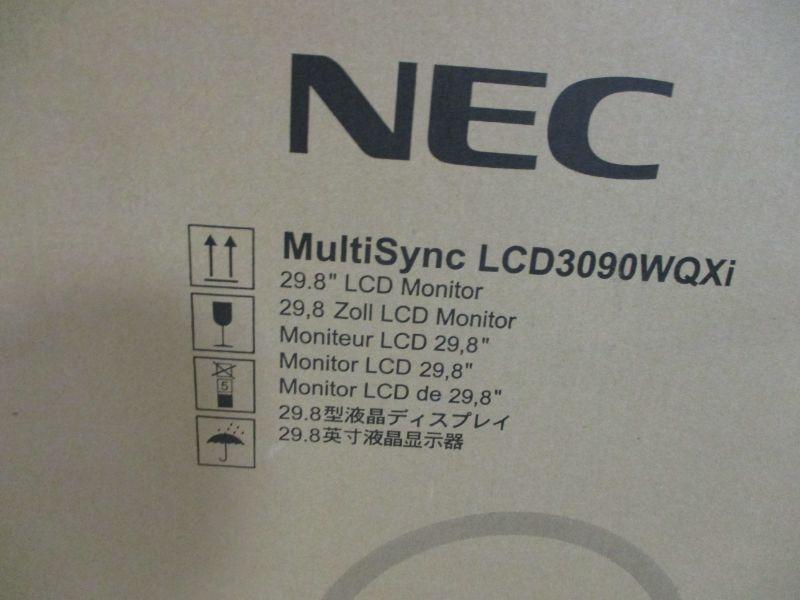 NEC
MultiSync LCD3090WQXi
29.8" LCD Monitor
29,8 Zoll LCD Monitor
Moniteur LCD 29,8"
Monitor LCD 29,8"
Monitor LCD de 29,8"
29.8型液晶ディスプレイ
29.8英寸液晶显示器
5